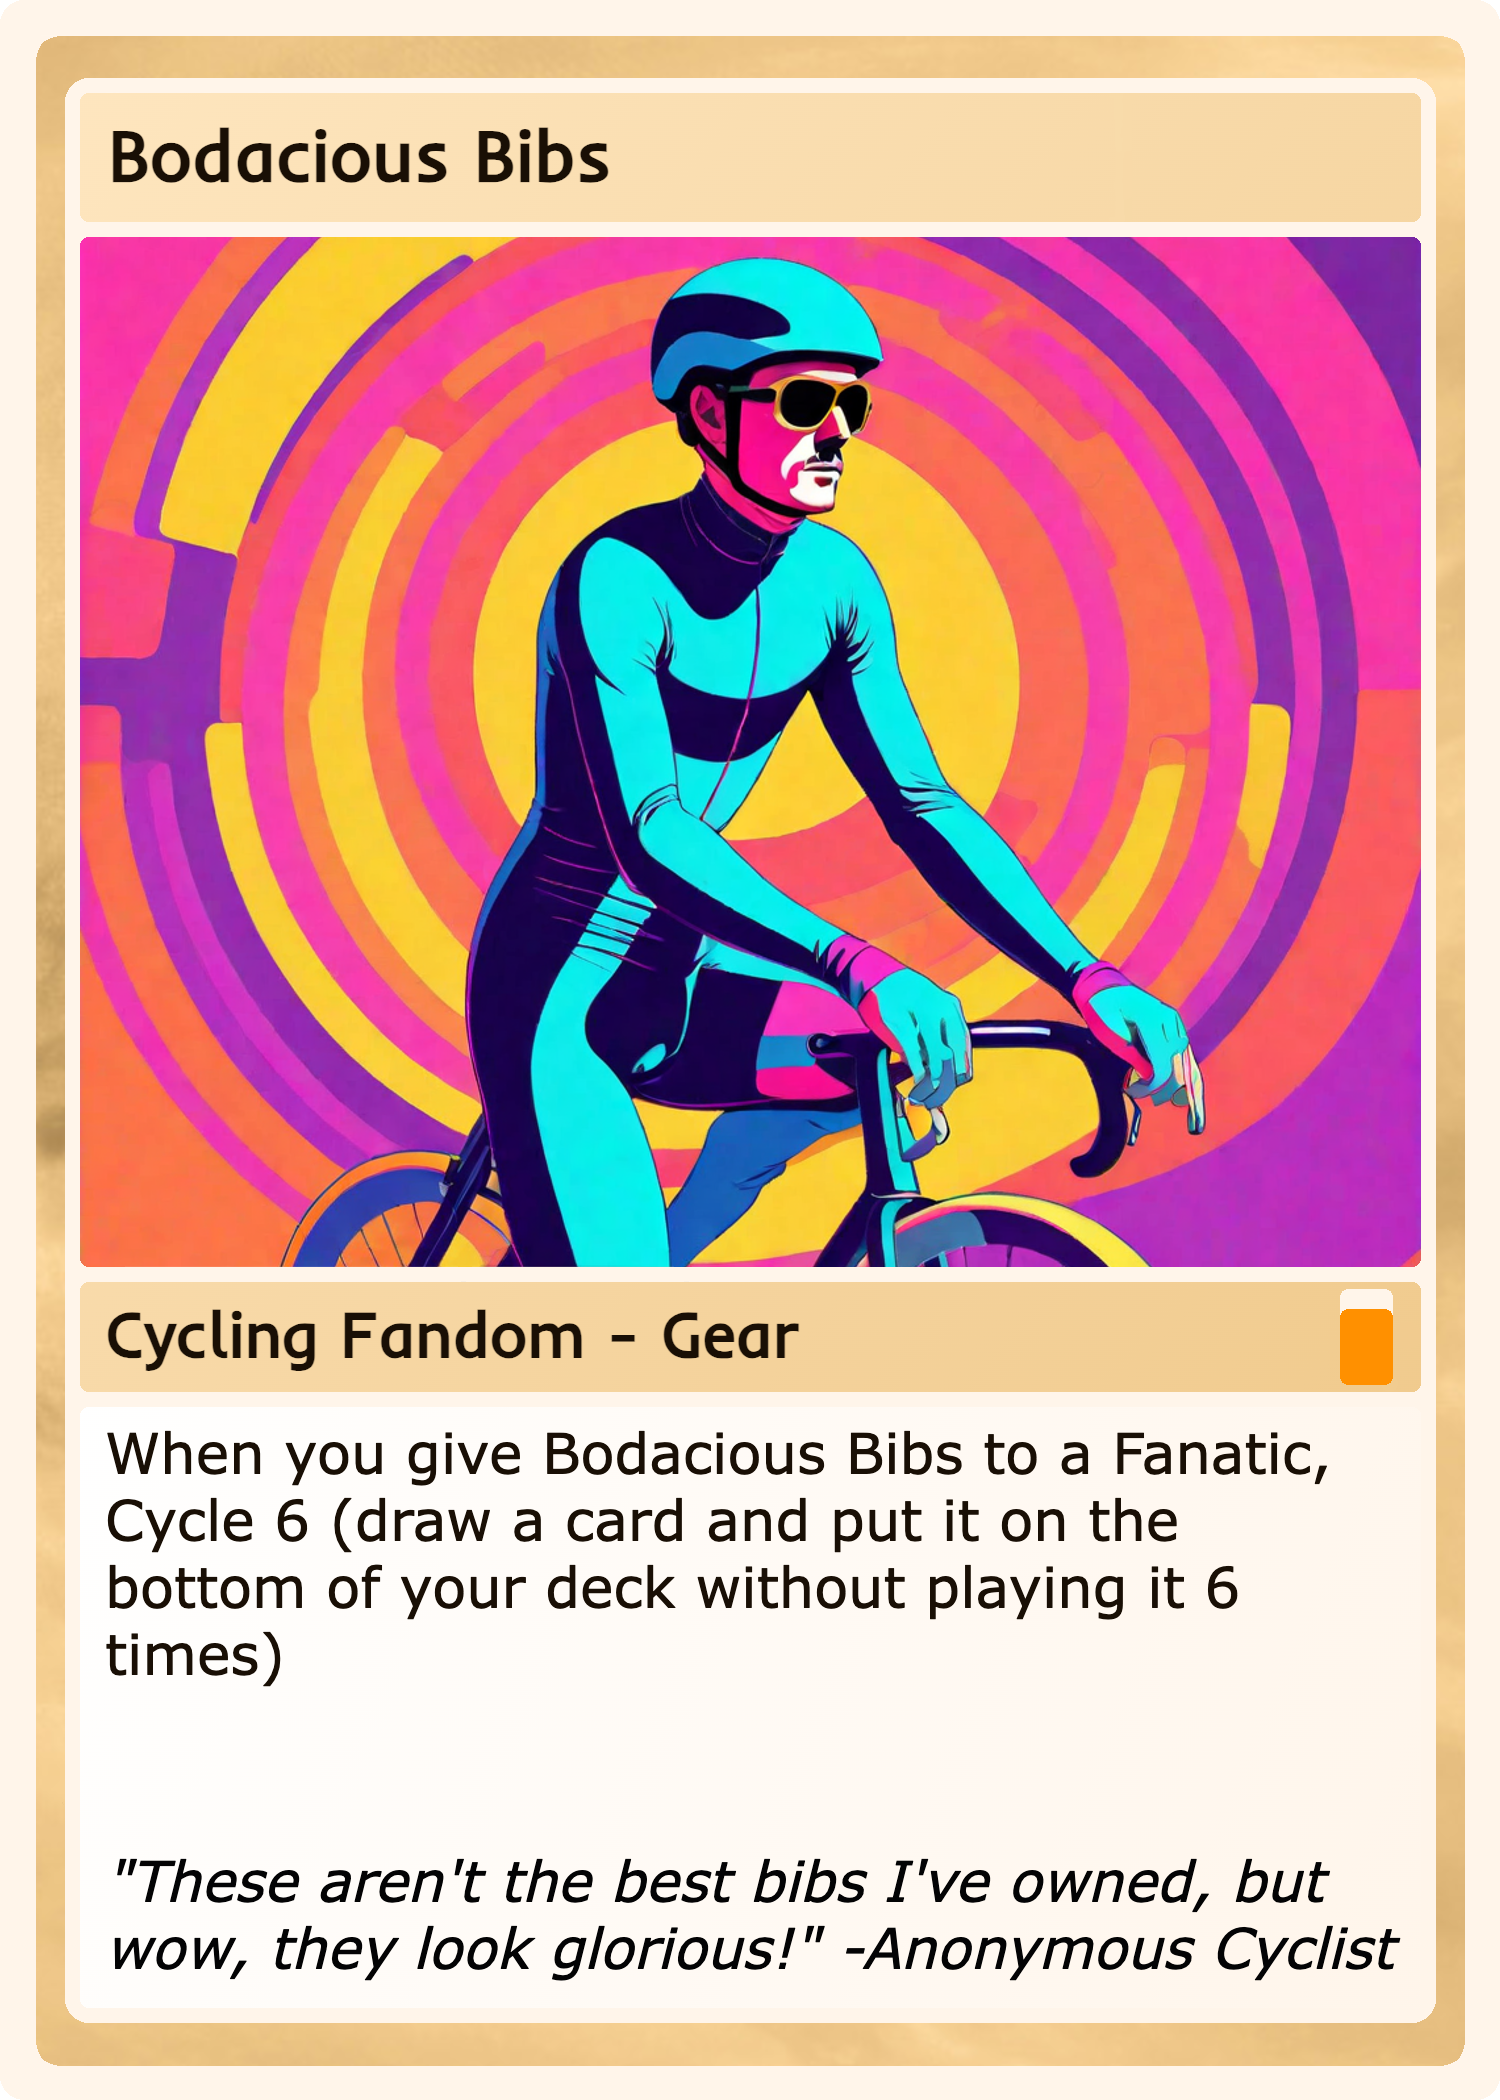 Bodacious Bibs
Cycling Fandom - Gear
When you give Bodacious Bibs to a Fanatic,
Cycle 6 (draw a card and put it on the
bottom of your deck without playing it 6
times)
"These aren't the best bibs I've owned, but
wow, they look glorious!" -Anonymous Cyclist